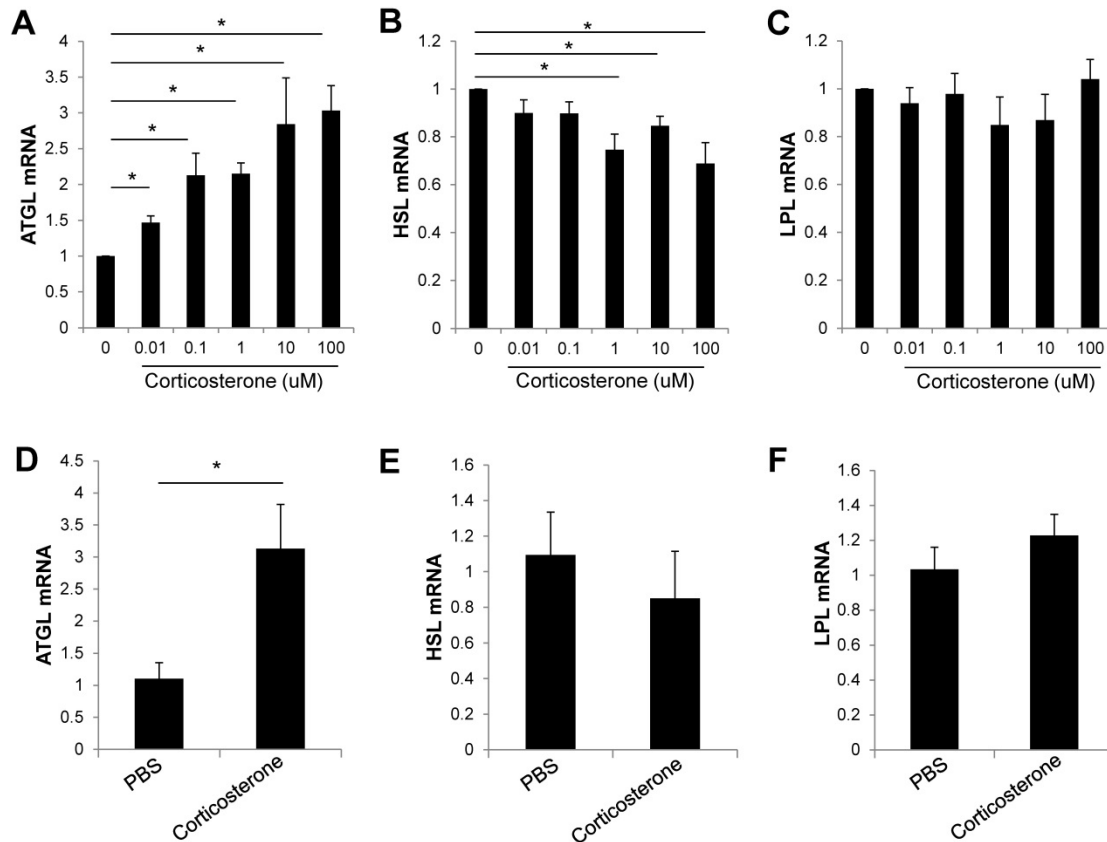 A
ATGL mRNA
4
3.5
3
2.5
2
1.5
1
0.5
0
* * * * *
0 0.01 0.1 1 10 100
Corticosterone (uM)
B
HSL mRNA
1.2
1
0.8
0.6
0.4
0.2
0
* * *
0 0.01 0.1 1 10 100
Corticosterone (uM)
C
LPL mRNA
1.2
1
0.8
0.6
0.4
0.2
0
0 0.01 0.1 1 10 100
Corticosterone (uM)
D
ATGL mRNA
4.5
4
3.5
3
2.5
2
1.5
1
0.5
0
*
PBS
Corticosterone
E
HSL mRNA
1.6
1.4
1.2
1
0.8
0.6
0.4
0.2
0
PBS
Corticosterone
F
LPL mRNA
1.6
1.4
1.2
1
0.8
0.6
0.4
0.2
0
PBS
Corticosterone